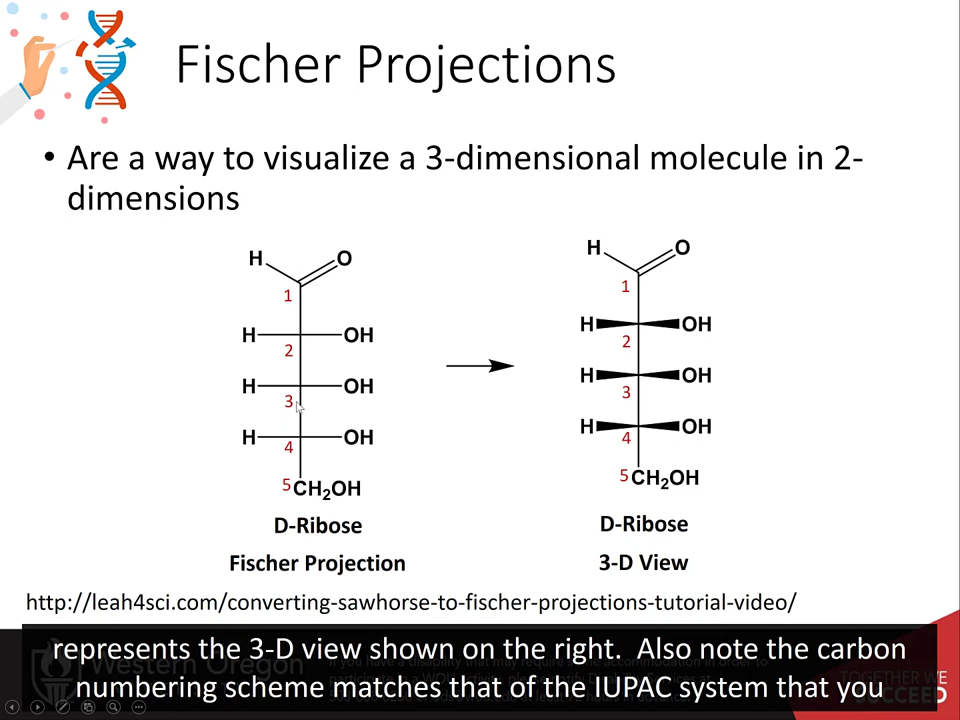 Fischer Projections
• Are a way to visualize a 3-dimensional molecule in 2-
dimensions
H O
1
H OH
2
H OH
3
H OH
4
5 CH2OH
D-Ribose
Fischer Projection
H O
1
H OH
2
H OH
3
H OH
4
5 CH2OH
D-Ribose
3-D View
http://leah4sci.com/converting-sawhorse-to-fischer-projections-tutorial-video/
represents the 3-D view shown on the right. Also note the carbon
numbering scheme matches that of the IUPAC system that you
Western Oregon
TOGETHER WE
SUCCEED